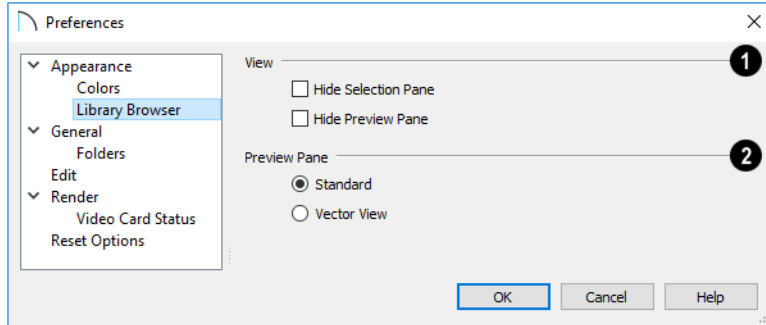 Preferences
Appearance
Colors
Library Browser
General
Folders
Edit
Render
Video Card Status
Reset Options
View
1
Hide Selection Pane
Hide Preview Pane
Preview Pane
2
Standard
Vector View
OK
Cancel
Help